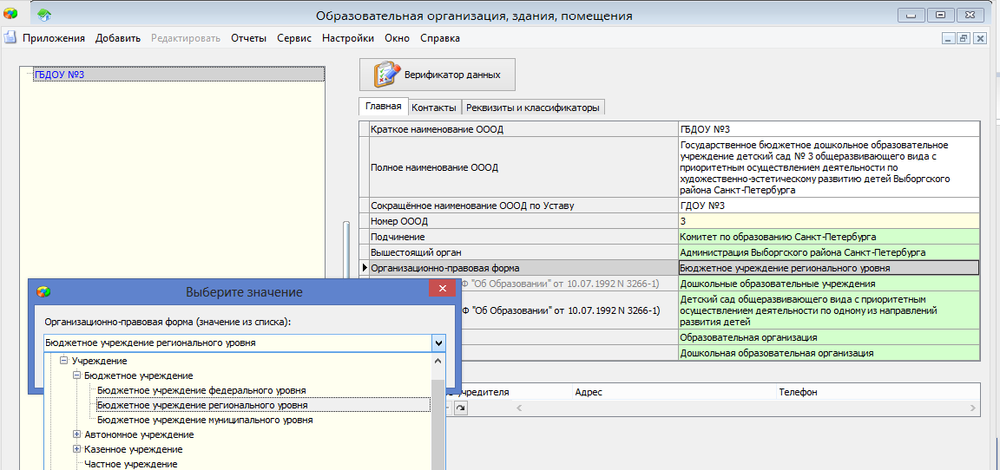 Образовательная организация, здания, помещения
Приложения Добавить Редактировать Отчеты Сервис Настройки Окно Справка
ГБДОУ №3
Верификатор данных
Главная Контакты Реквизиты и классификаторы
Краткое наименование ОООД ГБДОУ №3
Полное наименование ОООД
Государственное бюджетное дошкольное образовательное
учреждение детский сад № 3 общеразвивающего вида с
приоритетным осуществлением деятельности по
художественно-эстетическому развитию детей Выборгского
района Санкт-Петербурга
Сокращённое наименование ОООД по Уставу ГДОУ №3
Номер ОООД 3
Подчинение Комитет по образованию Санкт-Петербурга
Вышестоящий орган Администрация Выборгского района Санкт-Петербурга
Организационно-правовая форма Бюджетное учреждение регионального уровня
Ф "Об Образовании" от 10.07.1992 N 3266-1) Дошкольные образовательные учреждения
Ф "Об Образовании" от 10.07.1992 N 3266-1)
Детский сад общеразвивающего вида с приоритетным
осуществлением деятельности по одному из направлений
развития детей
Образовательная организация
Дошкольная образовательная организация
учредителя Адрес Телефон
Выберите значение
Организационно-правовая форма (значение из списка):
Бюджетное учреждение регионального уровня
Учреждение
Бюджетное учреждение
Бюджетное учреждение федерального уровня
Бюджетное учреждение регионального уровня
Бюджетное учреждение муниципального уровня
Автономное учреждение
Казенное учреждение
Частное учреждение